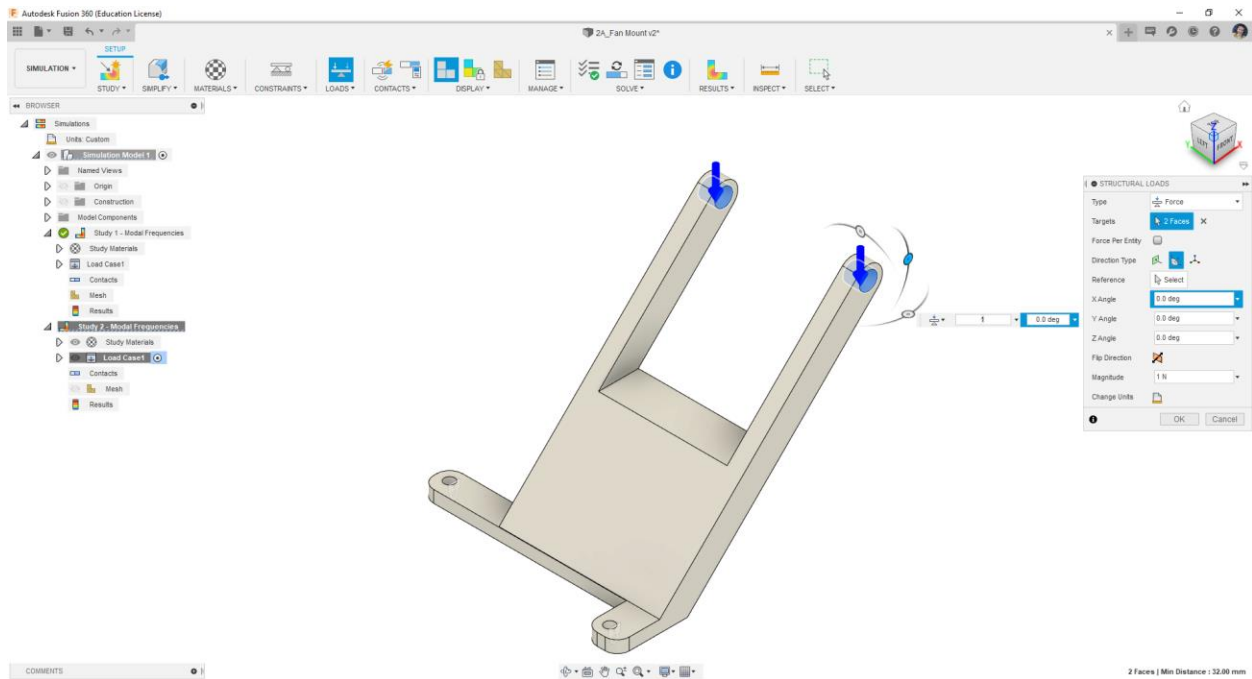 Autodesk Fusion 360 (Education License)
2A_Fan Mount v2*
SETUP
SIMULATION
STUDY SIMPLIFY MATERIALS CONSTRAINTS LOADS CONTACTS DISPLAY MANAGE SOLVE RESULTS INSPECT SELECT
BROWSER
Simulations
Units: Custom
Simulation Model 1
Named Views
Origin
Construction
Model Components
Study 1 - Modal Frequencies
Study Materials
Load Case1
Contacts
Mesh
Results
Study 2 - Modal Frequencies
Study Materials
Load Case1
Contacts
Mesh
Results
Z
LEFT FRONT
Y X
1 0.0 deg
STRUCTURAL LOADS
Type Force
Targets 2 Faces
Force Per Entity
Direction Type
Reference Select
X Angle 0.0 deg
Y Angle 0.0 deg
Z Angle 0.0 deg
Flip Direction
Magnitude 1 N
Change Units
OK Cancel
COMMENTS
2 Faces | Min Distance : 32.00 mm